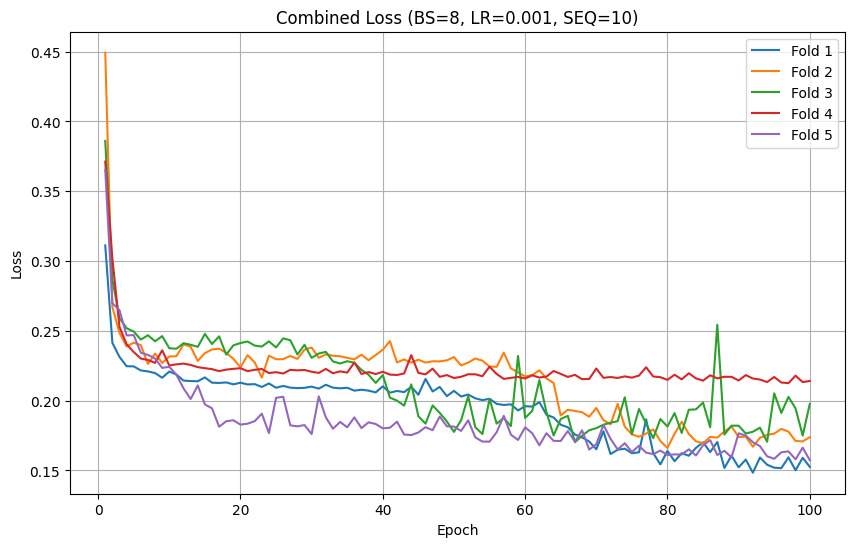 Combined Loss (BS=8, LR=0.001, SEQ=10)
Loss
0.45
0.40
0.35
0.30
0.25
0.20
0.15
Fold 1
Fold 2
Fold 3
Fold 4
Fold 5
0 20 40 60 80 100
Epoch